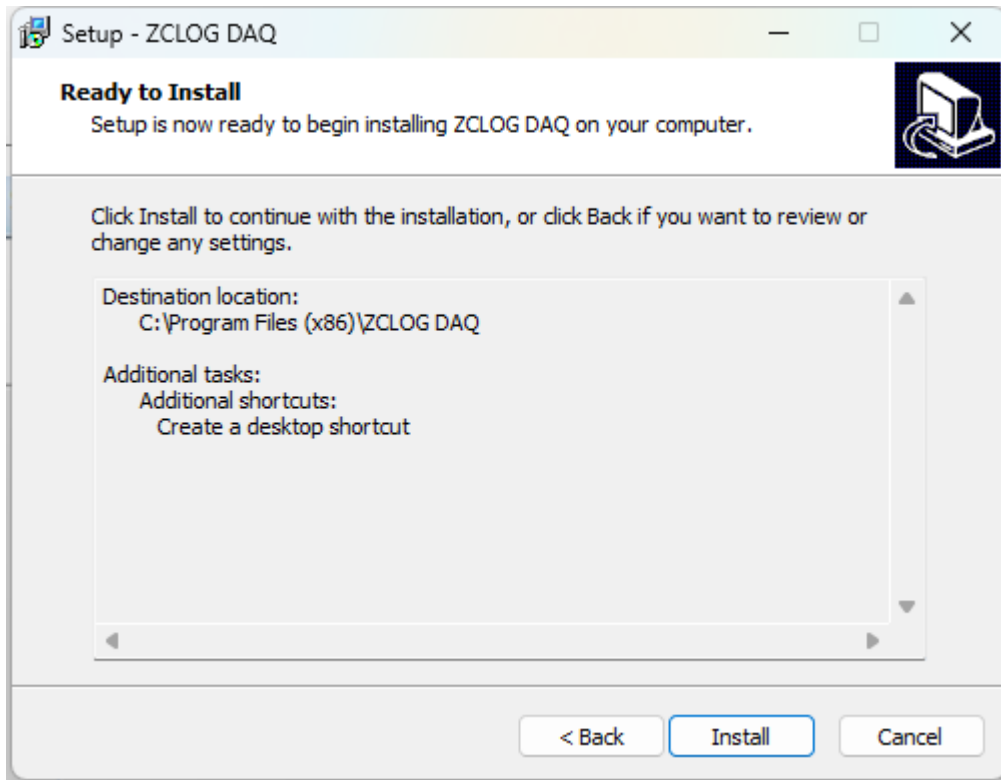 Setup - ZCLOG DAQ
Ready to Install
Setup is now ready to begin installing ZCLOG DAQ on your computer.
Click Install to continue with the installation, or click Back if you want to review or
change any settings.
Destination location:
C:\Program Files (x86)\ZCLOG DAQ
Additional tasks:
Additional shortcuts:
Create a desktop shortcut
< Back
Install
Cancel